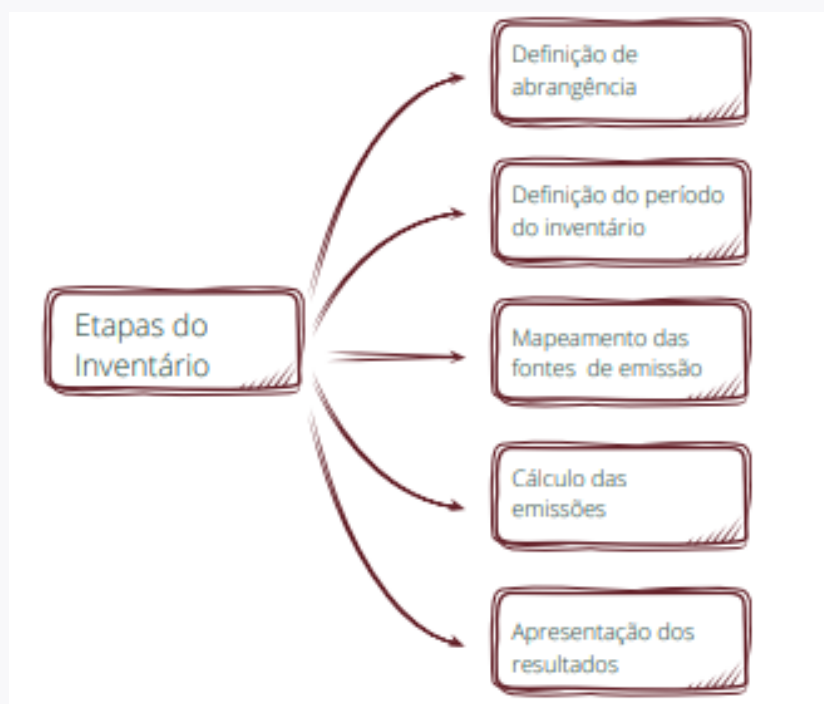 Etapas do
Inventário
Definição de
abrangência
Definição do período
do inventário
Mapeamento das
fontes de emissão
Cálculo das
emissões
Apresentação dos
resultados